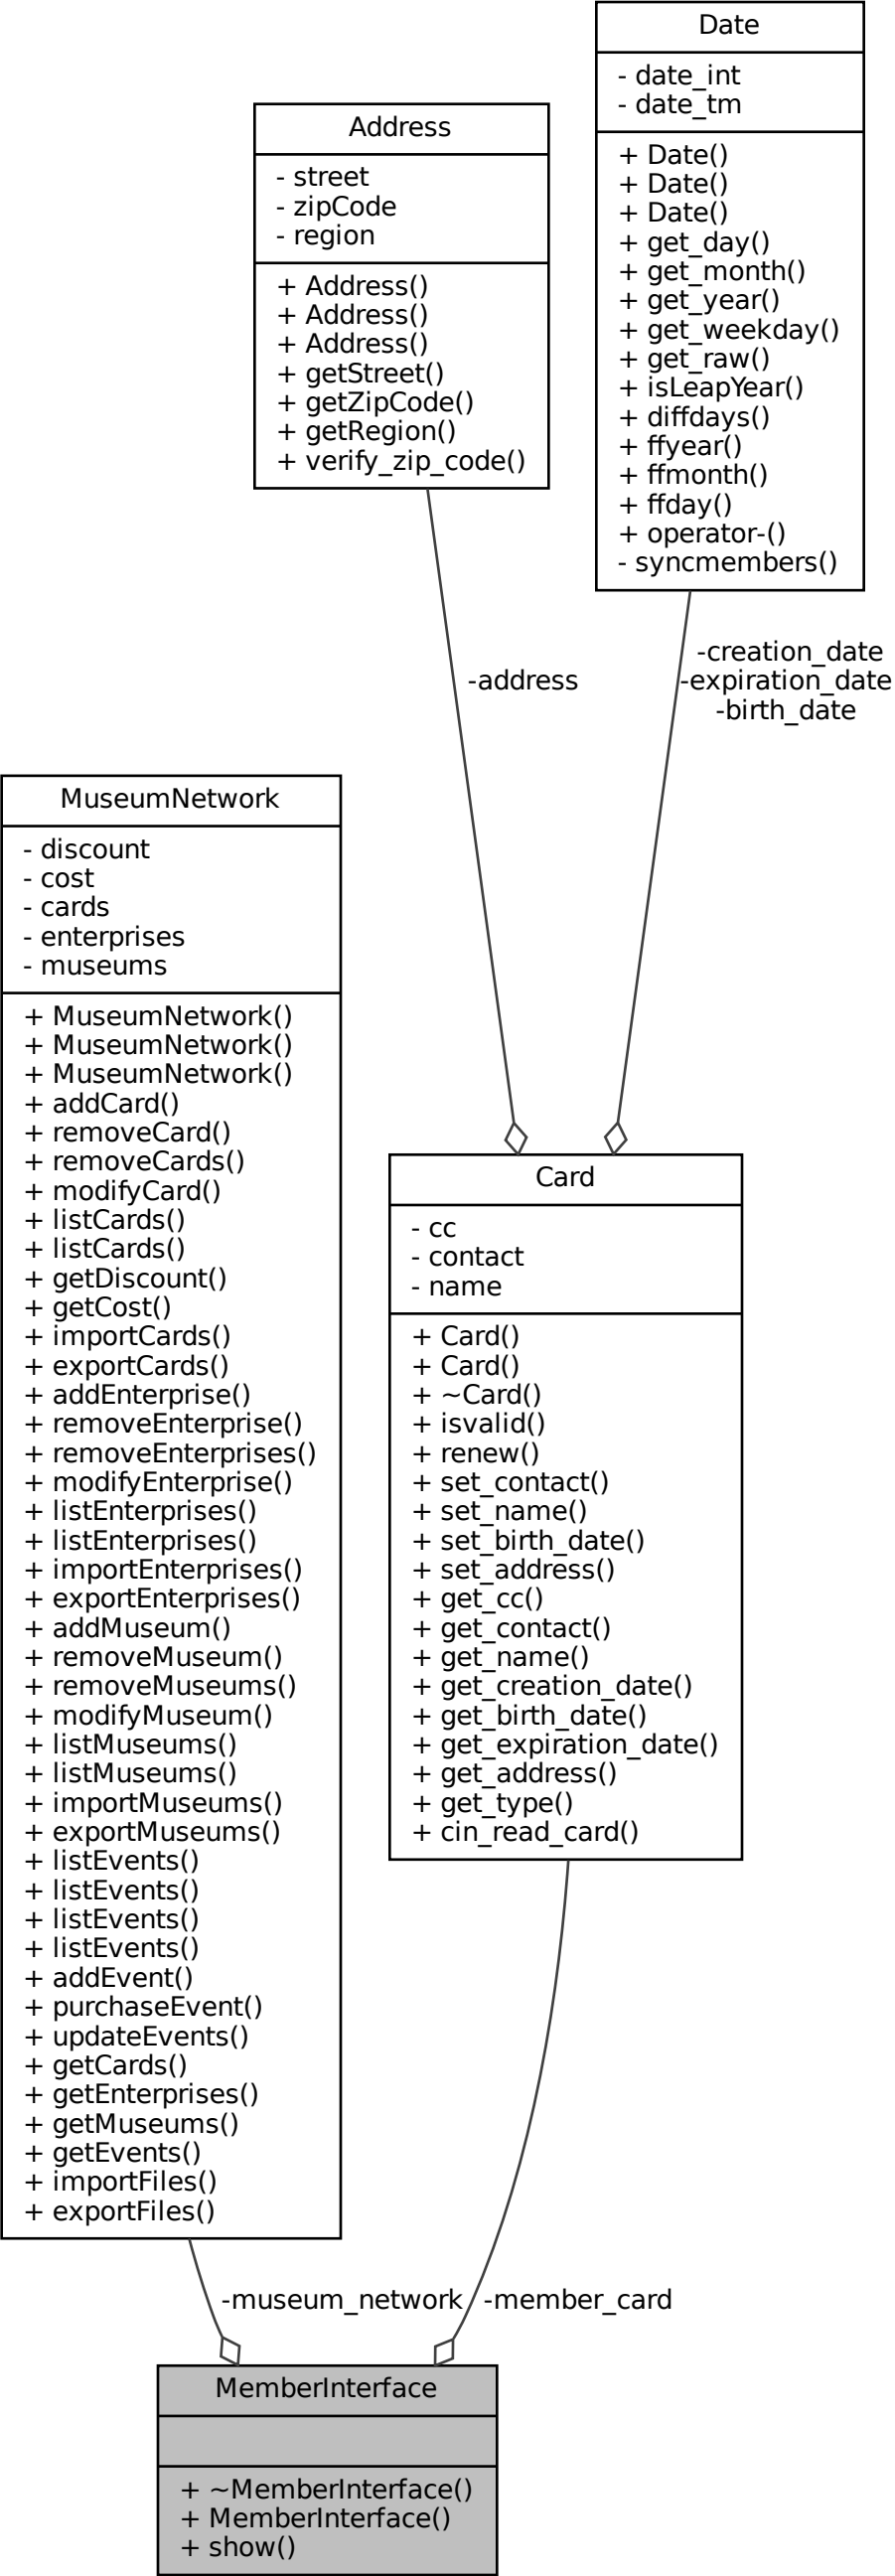 Date
- date_int
- date_tm
+ Date()
+ Date()
+ Date()
+ get_day()
+ get_month()
+ get_year()
+ get_weekday()
+ get_raw()
+ isLeapYear()
+ diffdays()
+ ffyear()
+ ffmonth()
+ ffday()
+ operator-()
- syncmembers()
Address
- street
- zipCode
- region
+ Address()
+ Address()
+ Address()
+ getStreet()
+ getZipCode()
+ getRegion()
+ verify_zip_code()
-address
-creation_date
-expiration_date
-birth_date
MuseumNetwork
- discount
- cost
- cards
- enterprises
- museums
+ MuseumNetwork()
+ MuseumNetwork()
+ MuseumNetwork()
+ addCard()
+ removeCard()
+ removeCards()
+ modifyCard()
+ listCards()
+ listCards()
+ getDiscount()
+ getCost()
+ importCards()
+ exportCards()
+ addEnterprise()
+ removeEnterprise()
+ removeEnterprises()
+ modifyEnterprise()
+ listEnterprises()
+ listEnterprises()
+ importEnterprises()
+ exportEnterprises()
+ addMuseum()
+ removeMuseum()
+ removeMuseums()
+ modifyMuseum()
+ listMuseums()
+ listMuseums()
+ importMuseums()
+ exportMuseums()
+ listEvents()
+ listEvents()
+ listEvents()
+ listEvents()
+ addEvent()
+ purchaseEvent()
+ updateEvents()
+ getCards()
+ getEnterprises()
+ getMuseums()
+ getEvents()
+ importFiles()
+ exportFiles()
Card
- cc
- contact
- name
+ Card()
+ Card()
+ ~Card()
+ isvalid()
+ renew()
+ set_contact()
+ set_name()
+ set_birth_date()
+ set_address()
+ get_cc()
+ get_contact()
+ get_name()
+ get_creation_date()
+ get_birth_date()
+ get_expiration_date()
+ get_address()
+ get_type()
+ cin_read_card()
-museum_network
-member_card
MemberInterface
+ ~MemberInterface()
+ MemberInterface()
+ show()